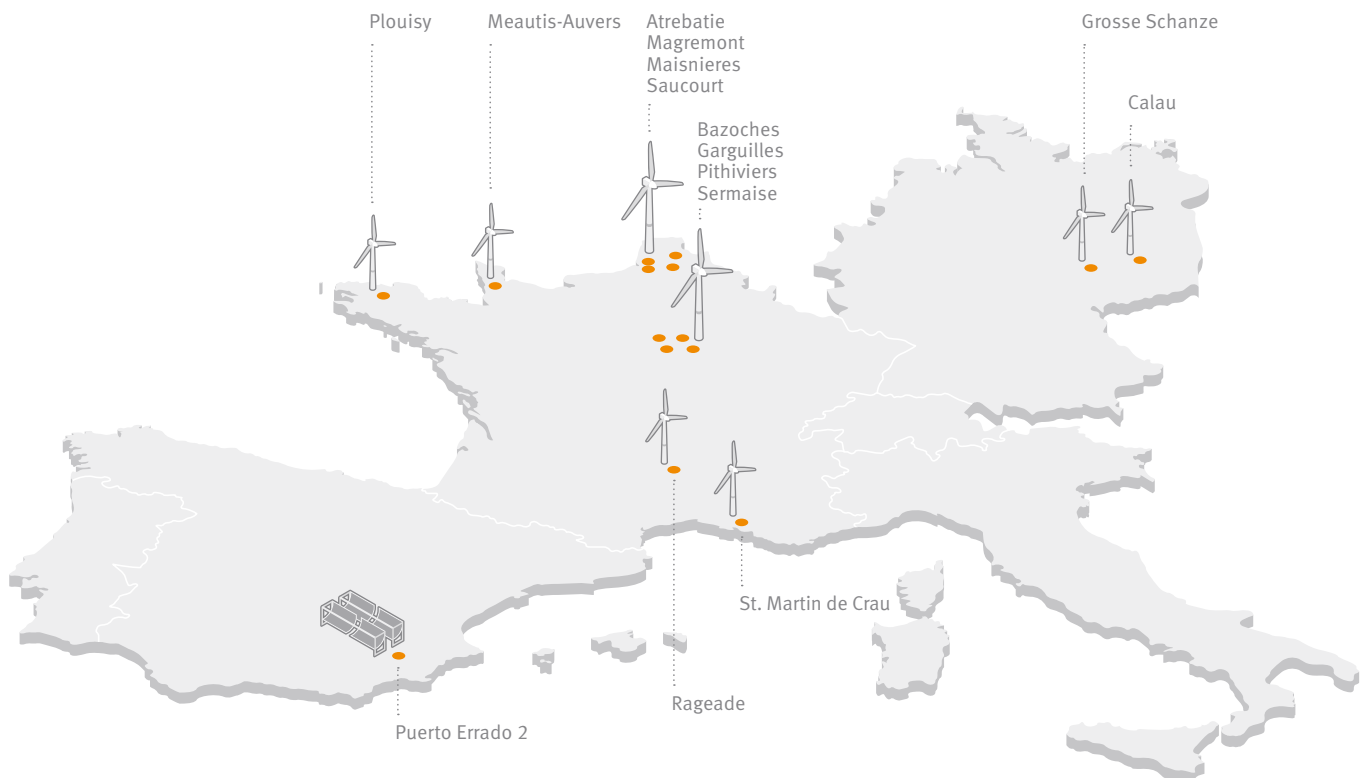 Plouisy
Meautis-Auvers
Atrebatie
Magremont
Maisnieres
Saucourt
Grosse Schanze
Calau
Bazoches
Garguilles
Pithiviers
Sermaise
St. Martin de Crau
Rageade
Puerto Errado 2